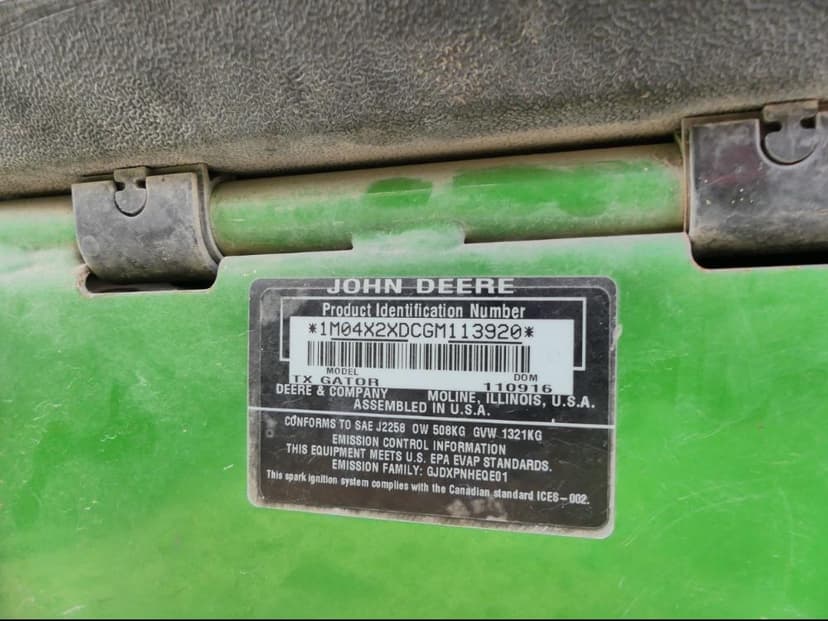 JOHN DEERE
Product Identification Number
*1M04X2XDCGM113920*
MODEL DOM
TX GATOR 110916
DEERE & COMPANY MOLINE, ILLINOIS, U.S.A.
ASSEMBLED IN U.S.A.
CONFORMS TO SAE J2258 OW 508KG GVW 1321KG
EMISSION CONTROL INFORMATION
THIS EQUIPMENT MEETS U.S. EPA EVAP STANDARDS.
EMISSION FAMILY: GJDXPNHEQE01
This spark ignition system complies with the Canadian standard ICES-002.